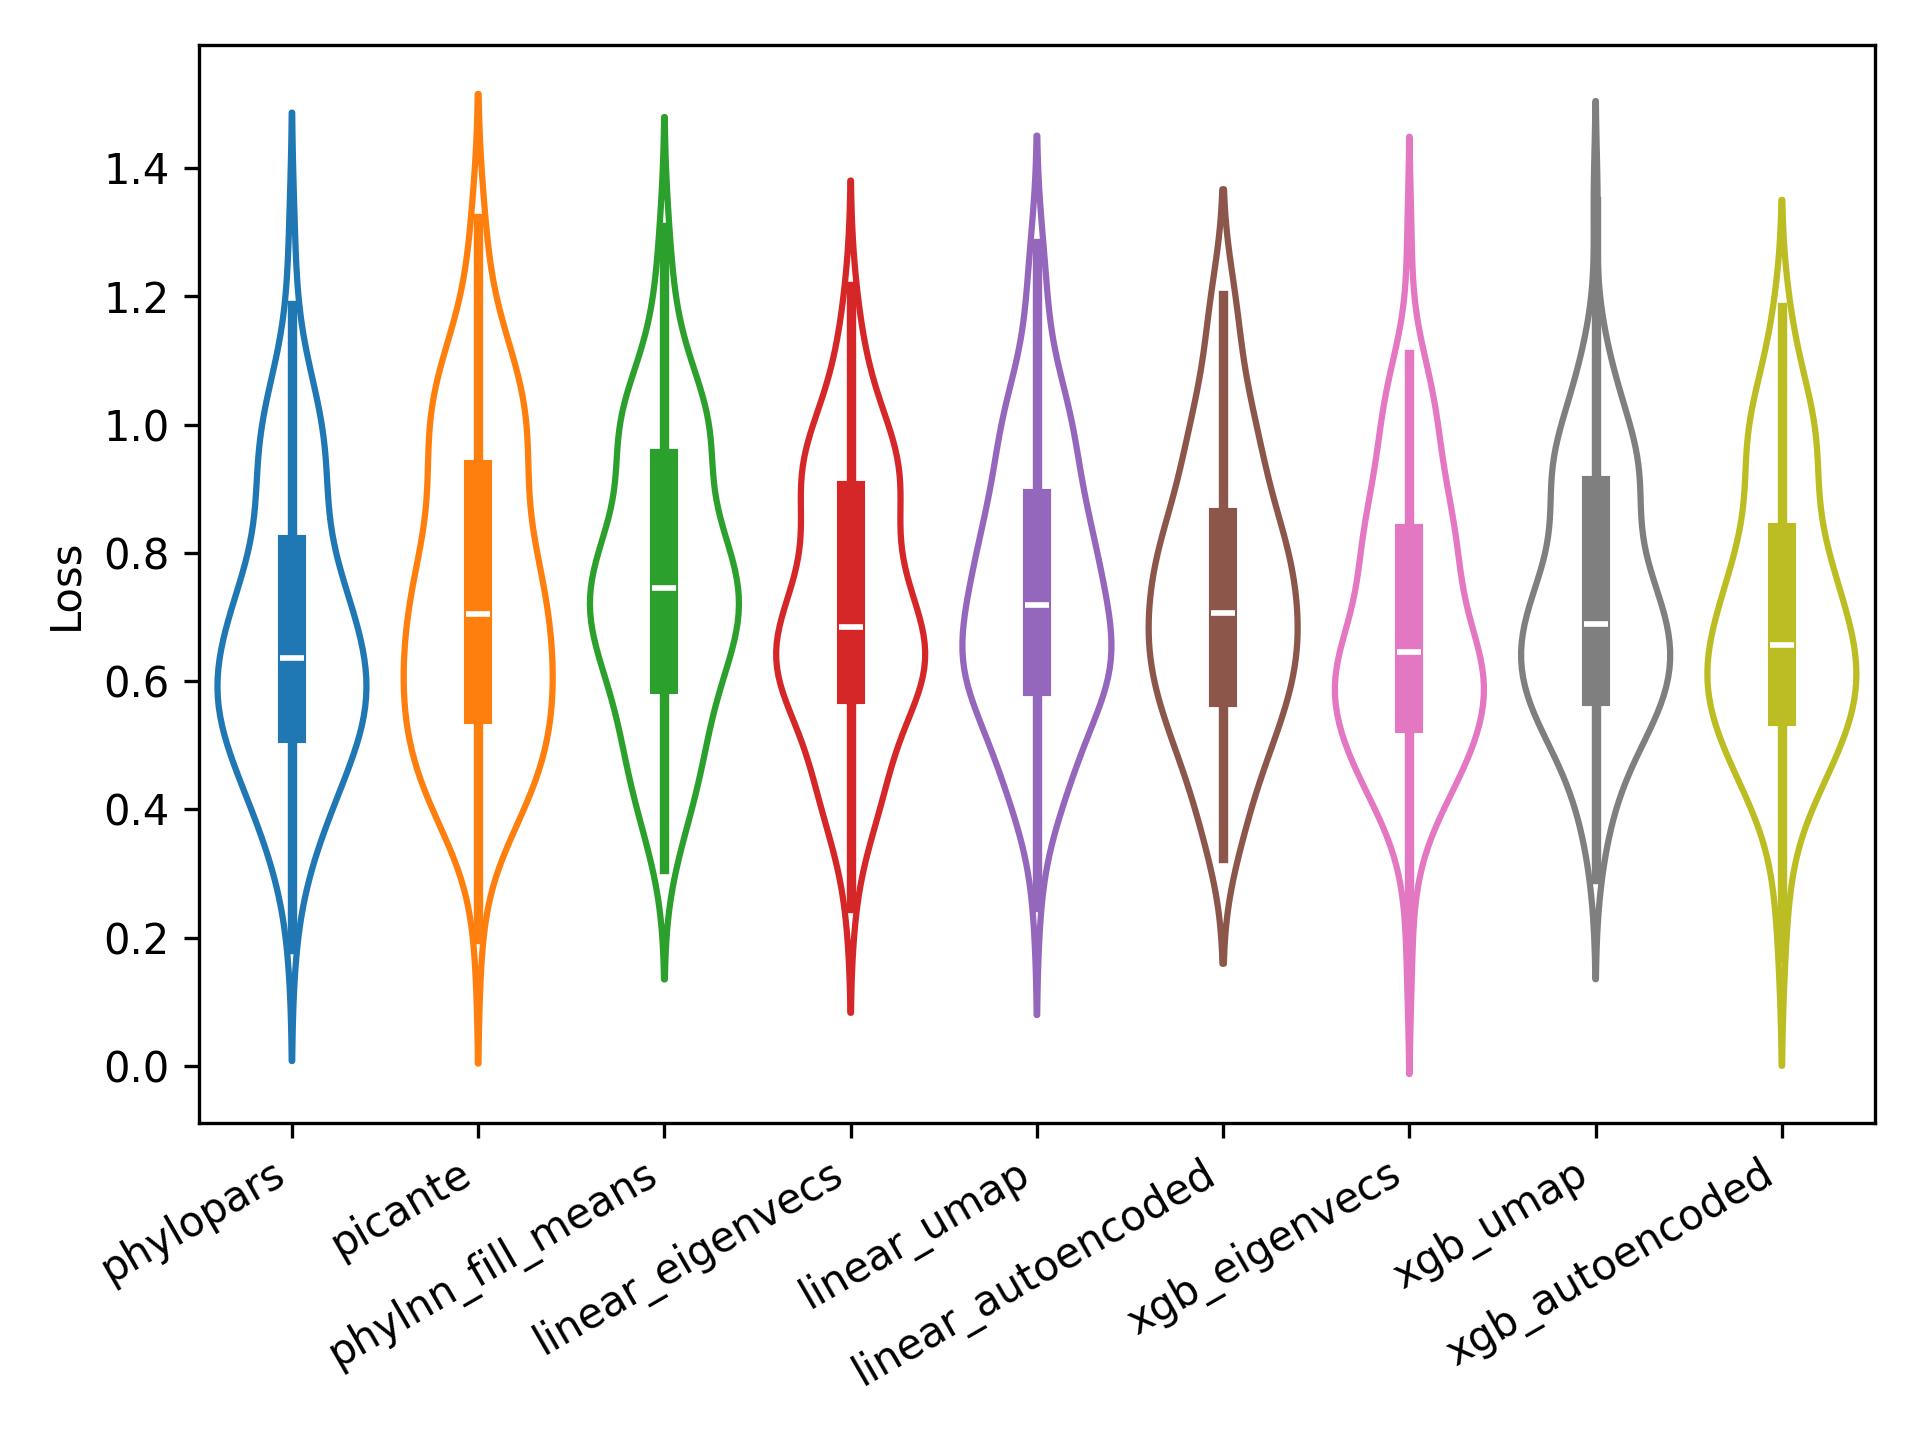 Loss
1.4
1.2
1.0
0.8
0.6
0.4
0.2
0.0
phylopars
picante
phylnn_fill_means
linear_eigenvecs
linear_umap
linear_autoencoded
xgb_eigenvecs
xgb_umap
xgb_autoencoded